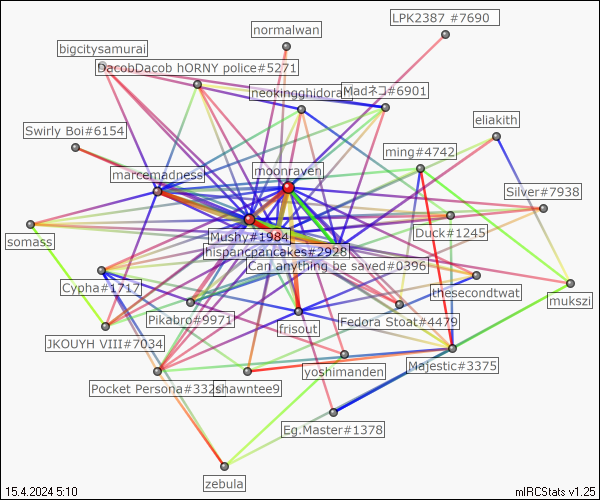 normalwan
LPK2387 #7690
bigcitysamurai
DacobDacob hORNY police#5271
neokingghidora
Madネコ#6901
Swirly Boi#6154
eliakith
ming#4742
moonraven
marcemadness
Silver#7938
somass
Mushy#1984
Duck#1245
hispanicpancakes#2928
Can anything be saved#0396
Cypha#1717
thesecondtwat
mukszi
Pikabro#9971
frisout
Fedora Stoat#4479
JKOUYH VIII#7034
yoshimanden
Majestic#3375
Pocket Persona#332
shawntee9
Eg.Master#1378
zebula
15.4.2024 5:10
mIRCStats v1.25